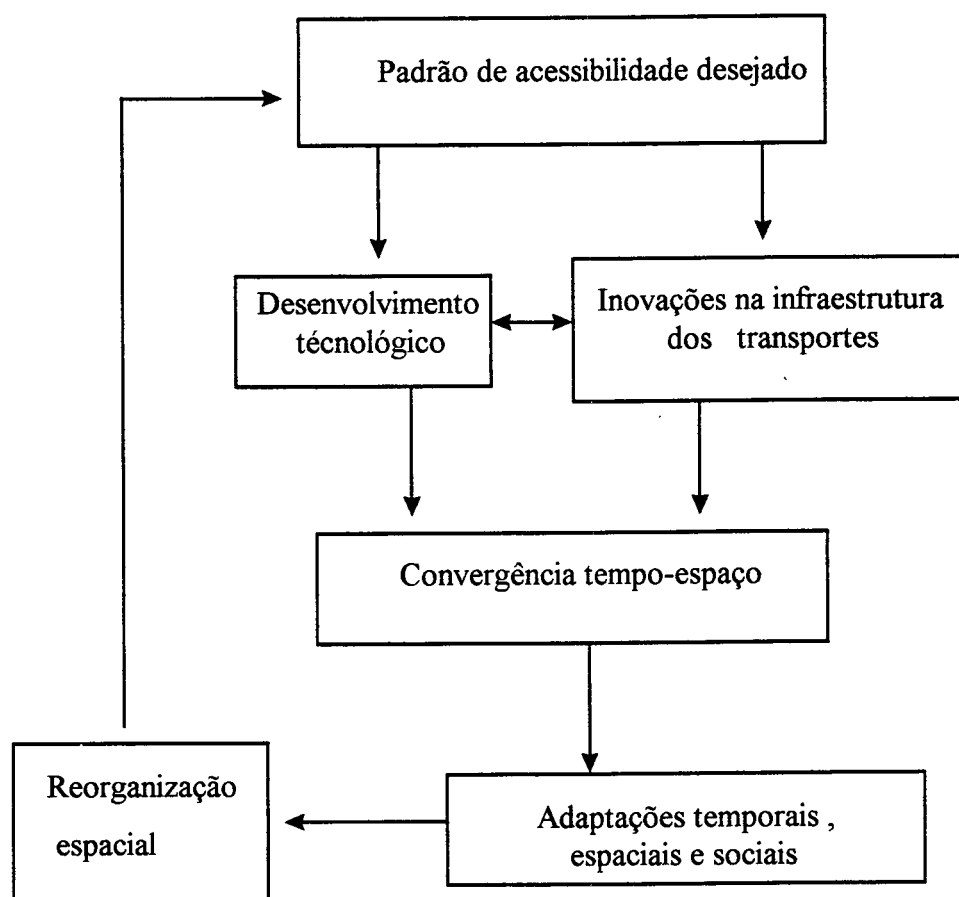 Padrão de acessibilidade desejado
Desenvolvimento
técnológico
Inovações na infraestrutura
dos transportes
Convergência tempo-espaço
Reorganização
espacial
Adaptações temporais ,
espaciais e sociais